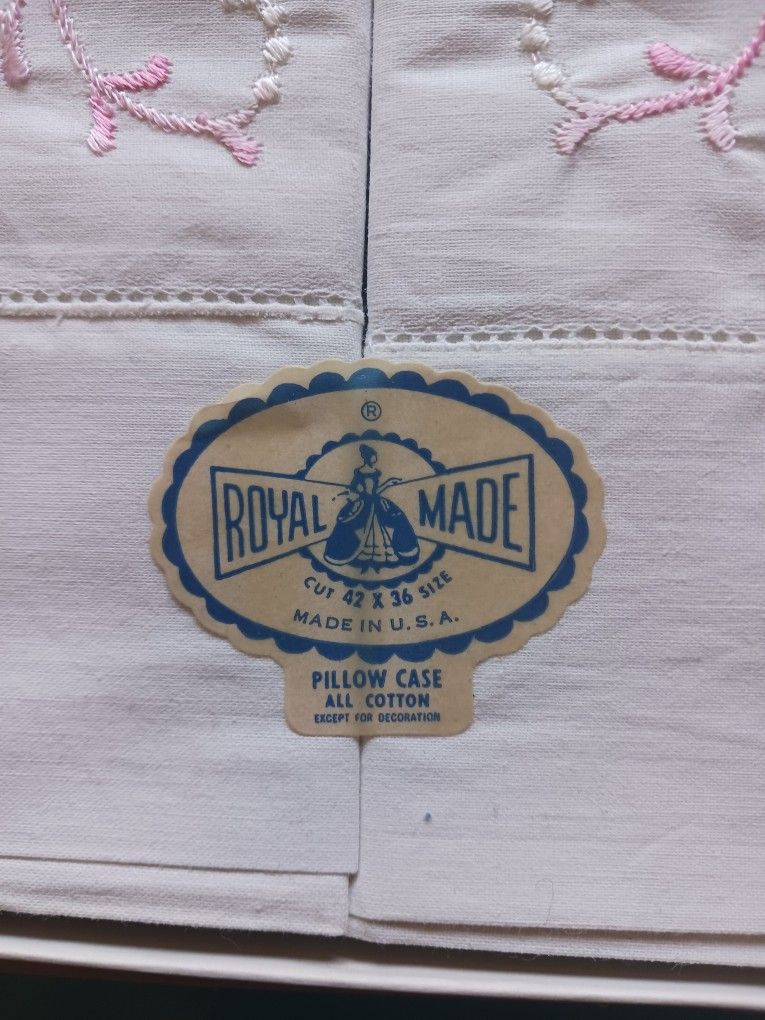 ®
ROYAL MADE
CUT 42 X 36 SIZE
MADE IN U.S.A.
PILLOW CASE
ALL COTTON
EXCEPT FOR DECORATION